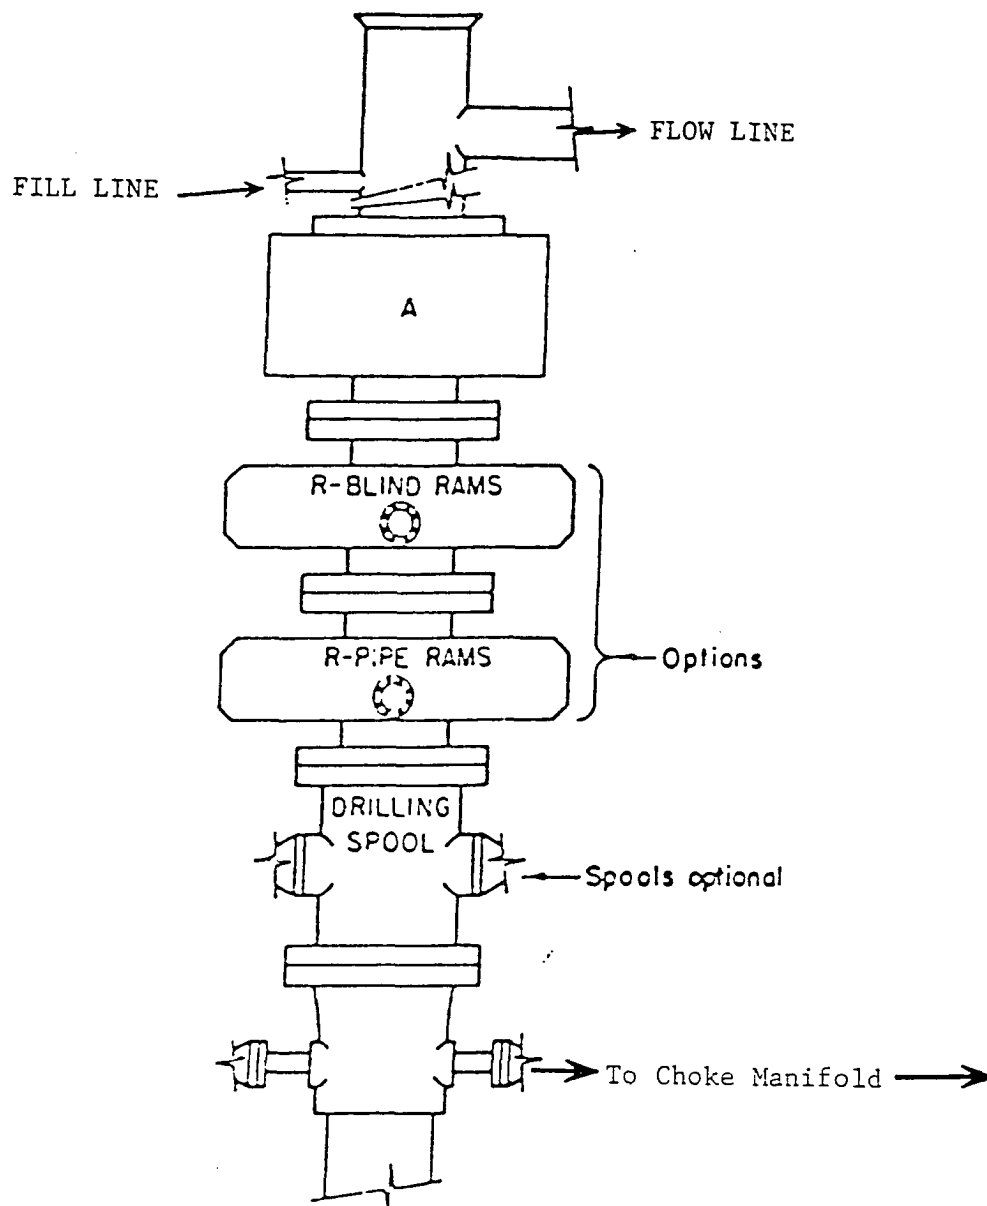 FLOW LINE
FILL LINE
A
R-BLIND RAMS
R-PIPE RAMS
Options
DRILLING
SPOOL
Spools optional
To Choke Manifold